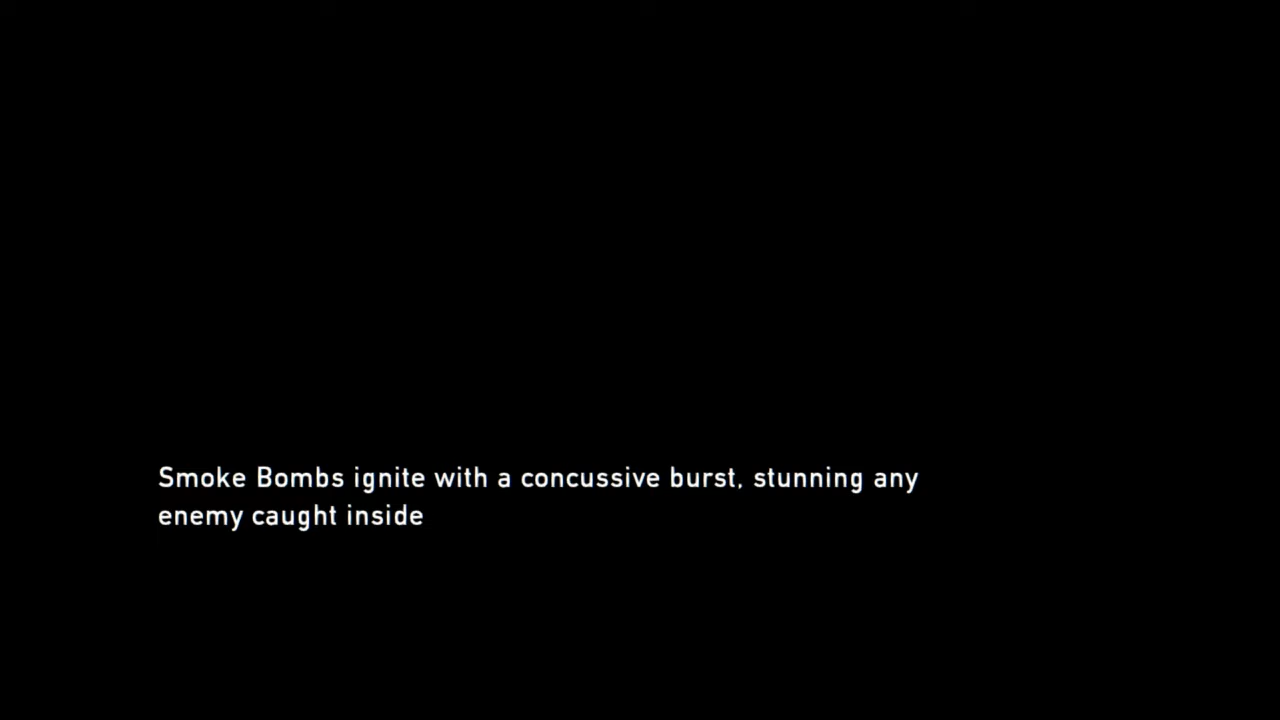 Smoke Bombs ignite with a concussive burst, stunning any
enemy caught inside